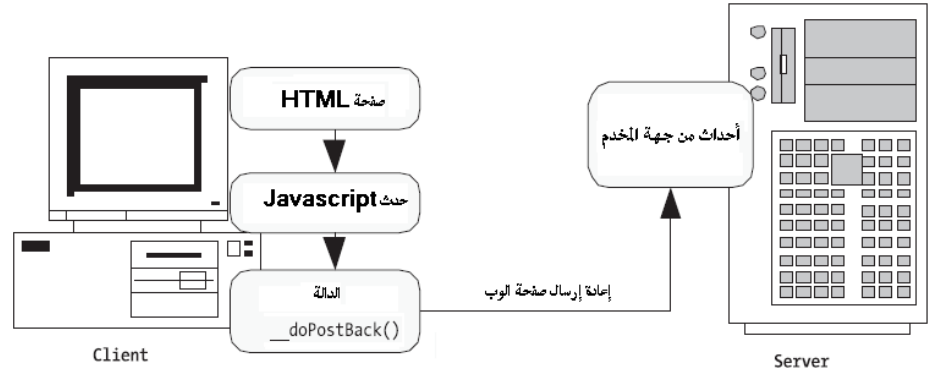 صفحة HTML
حدث Javascript
الدالة
__doPostBack()
Client
إعادة إرسال صفحة الوب
أحداث من جهة المخدم
Server